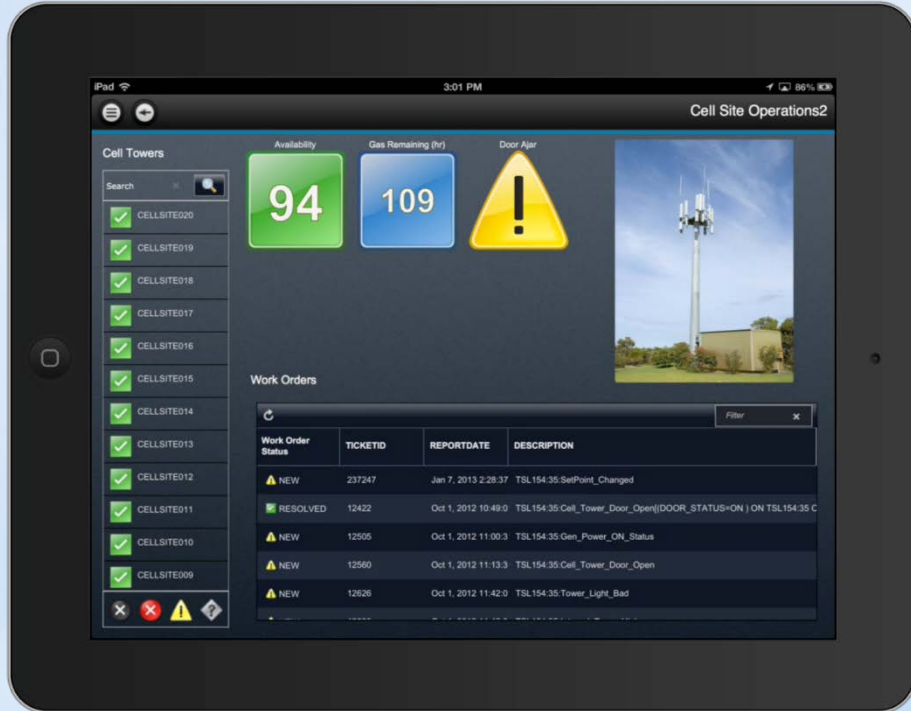 iPad 3:01 PM 86%
Cell Site Operations2
Cell Towers
Search
CELLSITE020
CELLSITE019
CELLSITE018
CELLSITE017
CELLSITE016
CELLSITE015
CELLSITE014
CELLSITE013
CELLSITE012
CELLSITE011
CELLSITE010
CELLSITE009
Availability Gas Remaining (hr) Door Ajar
94 109
Work Orders
Filter
Work Order Status TICKETID REPORTDATE DESCRIPTION
NEW 237247 Jan 7, 2013 2:28:37 TSL154:35:SetPoint_Changed
RESOLVED 12422 Oct 1, 2012 10:49:0 TSL154:35:Cell_Tower_Door_Open[(DOOR_STATUS=ON ) ON TSL154:35 C
NEW 12505 Oct 1, 2012 11:00:3 TSL154:35:Gen_Power_ON_Status
NEW 12560 Oct 1, 2012 11:13:3 TSL154:35:Cell_Tower_Door_Open
NEW 12626 Oct 1, 2012 11:42:0 TSL154:35:Tower_Light_Bad